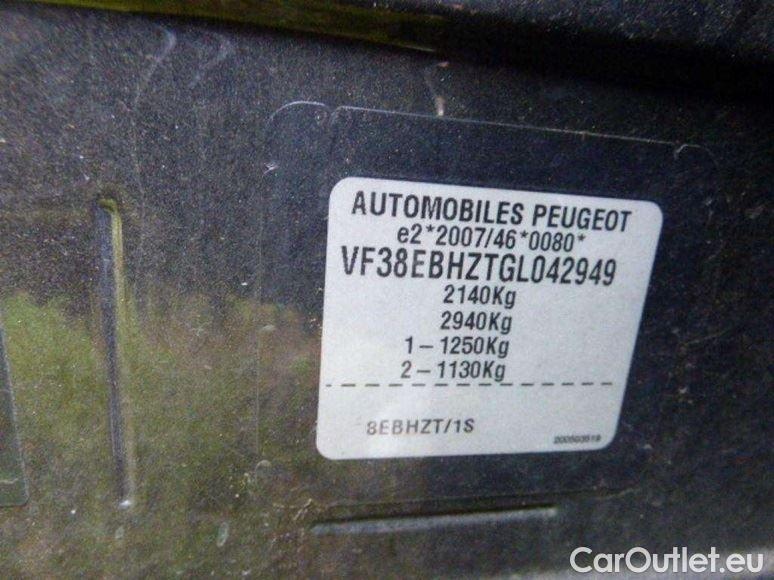 AUTOMOBILES PEUGEOT
e2*2007/46*0080*
VF38EBHZTGL042949
2140Kg
2940Kg
1-1250Kg
2-1130Kg
8EBHZT/1S
CarOutlet.eu